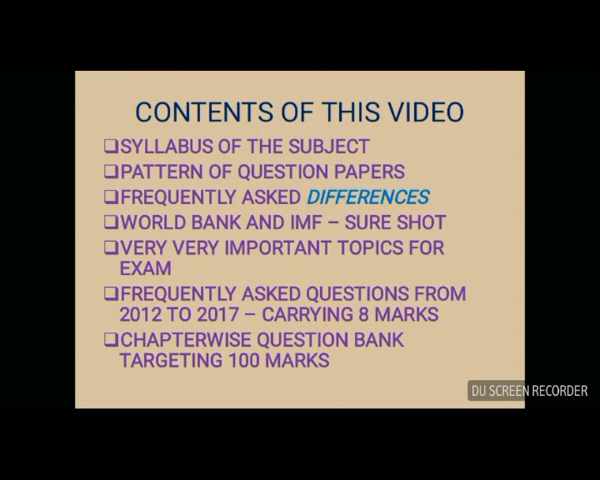 CONTENTS OF THIS VIDEO
❑SYLLABUS OF THE SUBJECT
❑PATTERN OF QUESTION PAPERS
❑FREQUENTLY ASKED DIFFERENCES
❑WORLD BANK AND IMF – SURE SHOT
❑VERY VERY IMPORTANT TOPICS FOR
EXAM
❑FREQUENTLY ASKED QUESTIONS FROM
2012 TO 2017 – CARRYING 8 MARKS
❑CHAPTERWISE QUESTION BANK
TARGETING 100 MARKS
DU SCREEN RECORDER